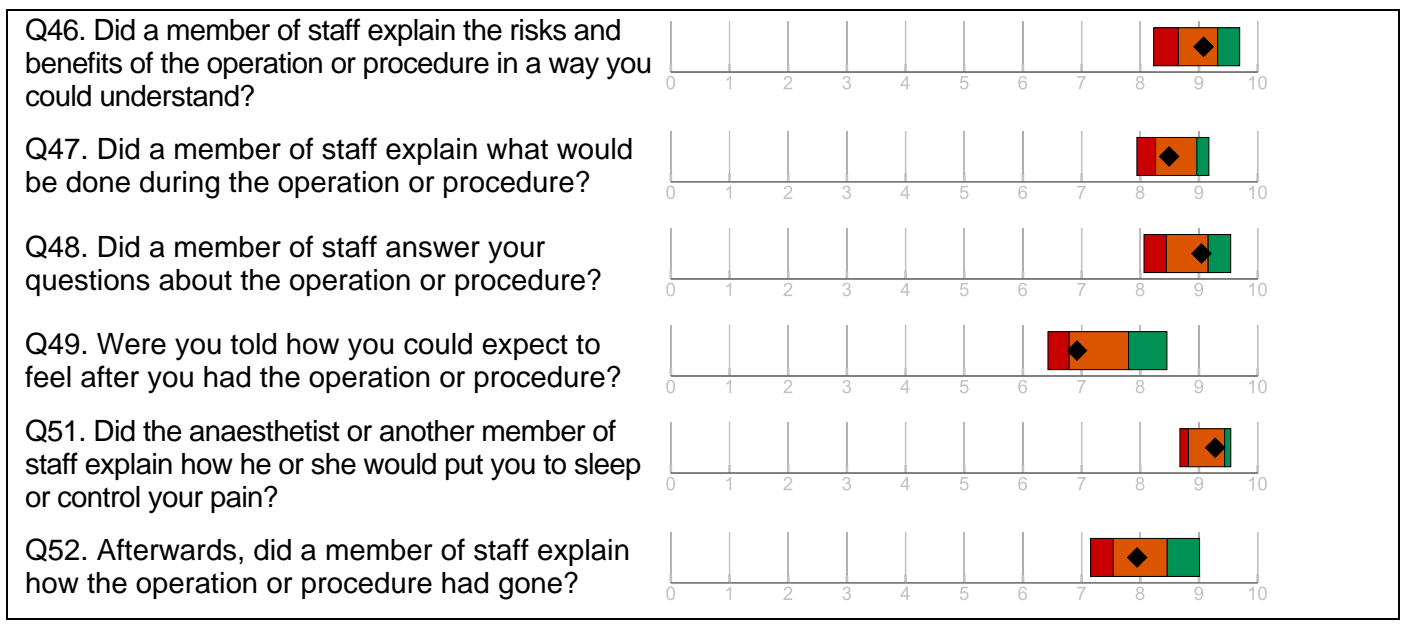 Q46. Did a member of staff explain the risks and
benefits of the operation or procedure in a way you
could understand?
0 1 2 3 4 5 6 7 8 9 10
Q47. Did a member of staff explain what would
be done during the operation or procedure?
0 1 2 3 4 5 6 7 8 9 10
Q48. Did a member of staff answer your
questions about the operation or procedure?
0 1 2 3 4 5 6 7 8 9 10
Q49. Were you told how you could expect to
feel after you had the operation or procedure?
0 1 2 3 4 5 6 7 8 9 10
Q51. Did the anaesthetist or another member of
staff explain how he or she would put you to sleep
or control your pain?
0 1 2 3 4 5 6 7 8 9 10
Q52. Afterwards, did a member of staff explain
how the operation or procedure had gone?
0 1 2 3 4 5 6 7 8 9 10